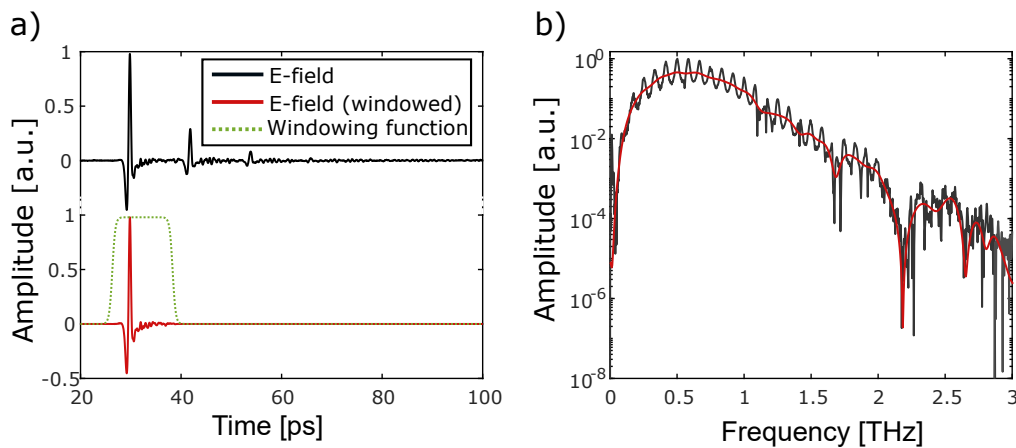 a)
Amplitude [a.u.]
1
0.5
0
1
0.5
0
-0.5
20
40
60
80
100
Time [ps]
E-field
E-field (windowed)
Windowing function
b)
Amplitude [a.u.]
10^0
10^-2
10^-4
10^-6
10^-8
0
0.5
1
1.5
2
2.5
3
Frequency [THz]